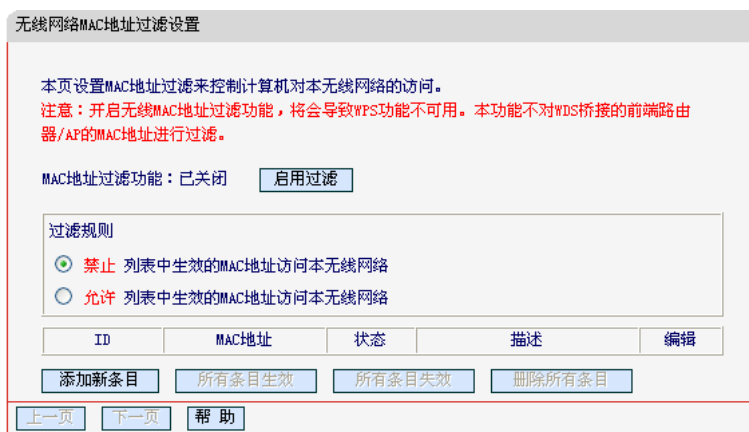 无线网络MAC地址过滤设置
本页设置MAC地址过滤来控制计算机对本无线网络的访问。
注意：开启无线MAC地址过滤功能，将会导致WPS功能不可用。本功能不对WDS桥接的前端路由
器/AP的MAC地址进行过滤。
MAC地址过滤功能：已关闭 启用过滤
过滤规则
禁止 列表中生效的MAC地址访问本无线网络
允许 列表中生效的MAC地址访问本无线网络
ID MAC地址 状态 描述 编辑
添加新条目 所有条目生效 所有条目失效 删除所有条目
上一页 下一页 帮 助